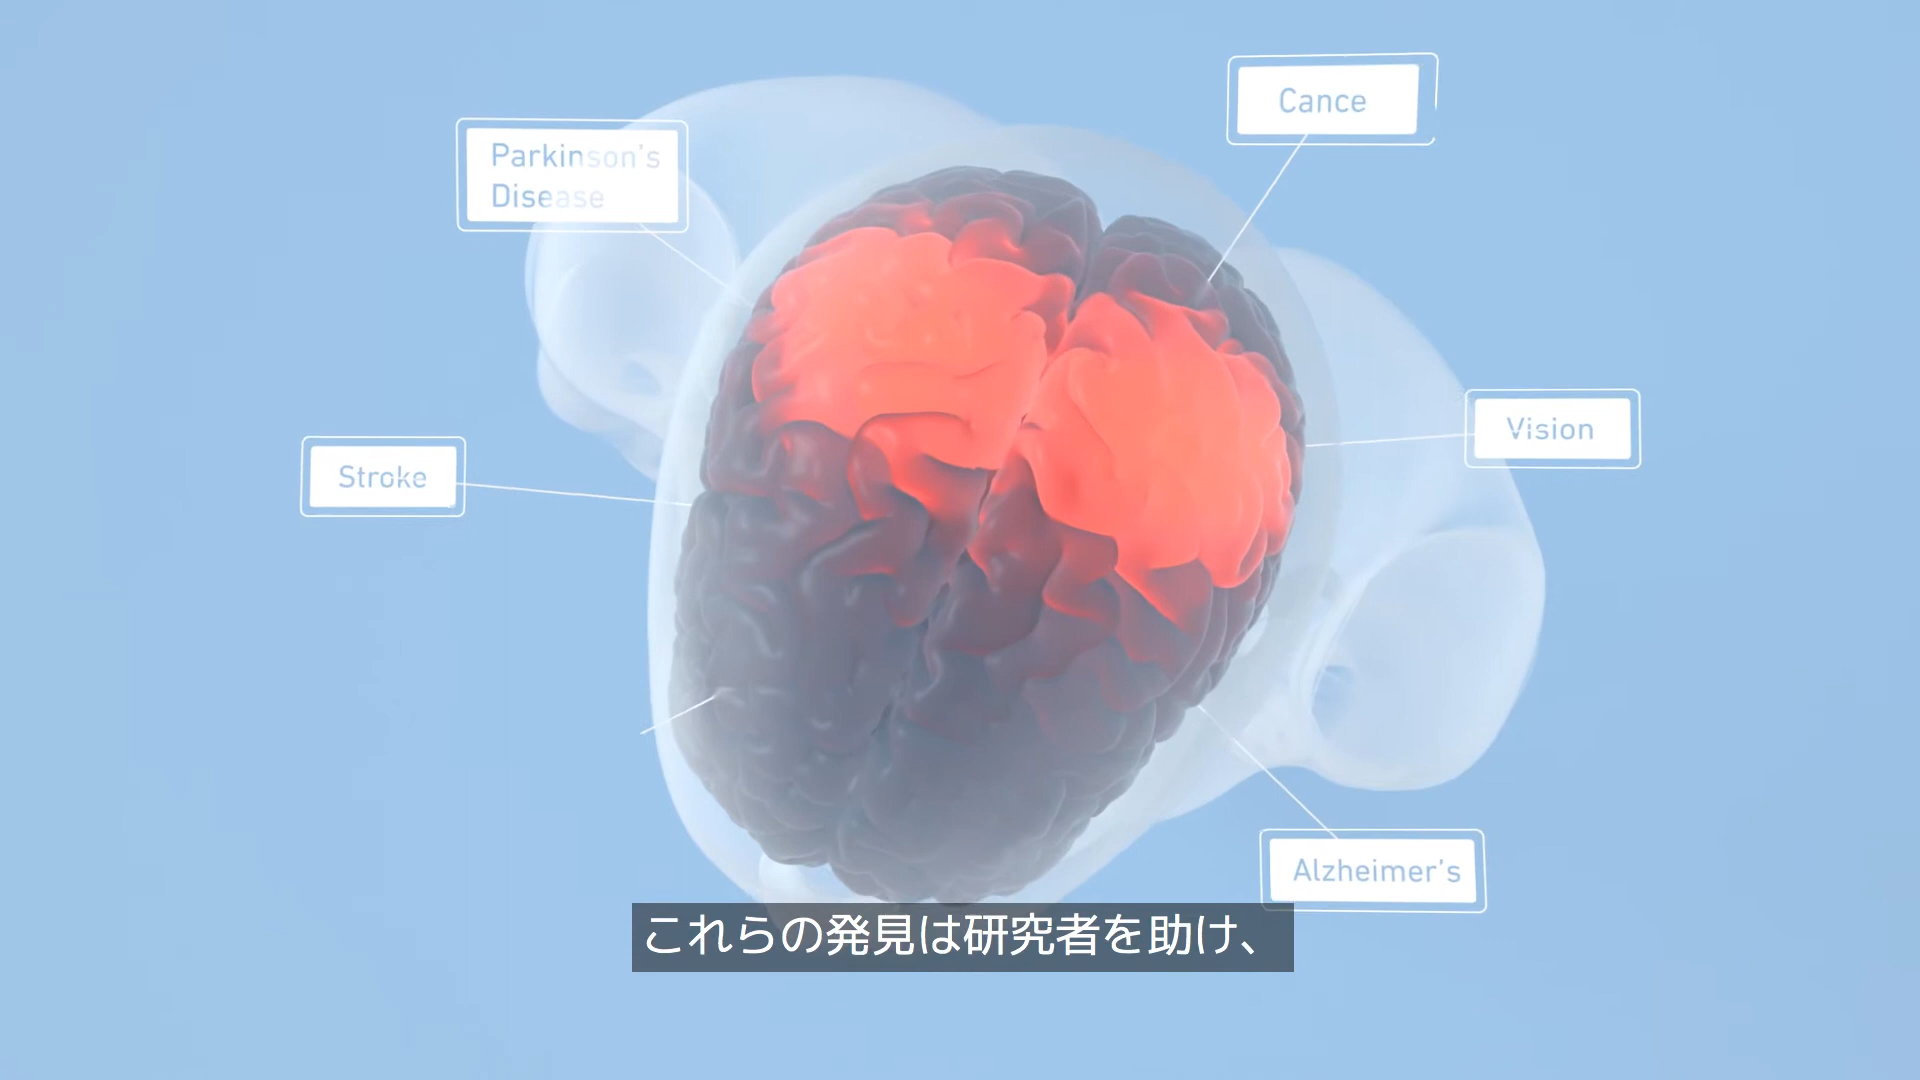 Cance
Parkinson's
Disease
Vision
Stroke
Alzheimer's
これらの発見は研究者を助け、